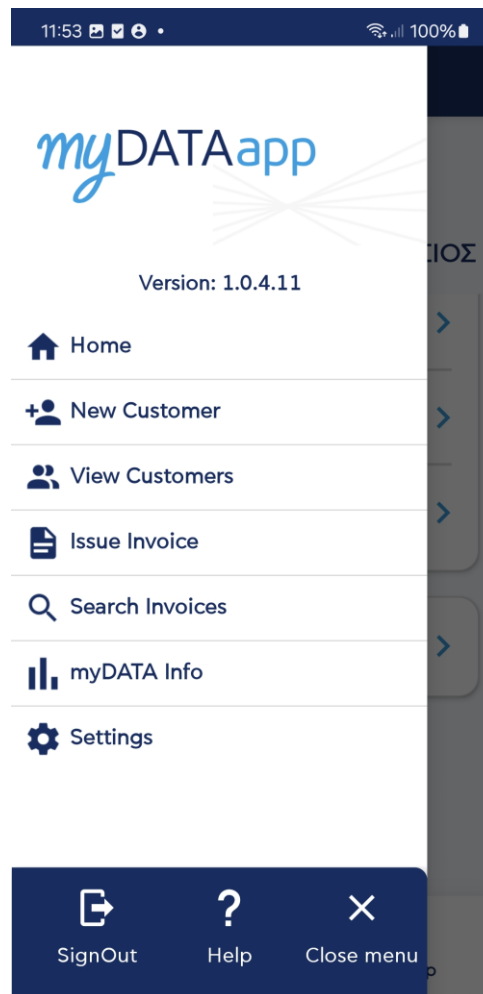 11:53
100%
myDATAapp
ΙΟΣ
Version: 1.0.4.11
Home
New Customer
View Customers
Issue Invoice
Search Invoices
myDATA Info
Settings
SignOut
Help
Close menu